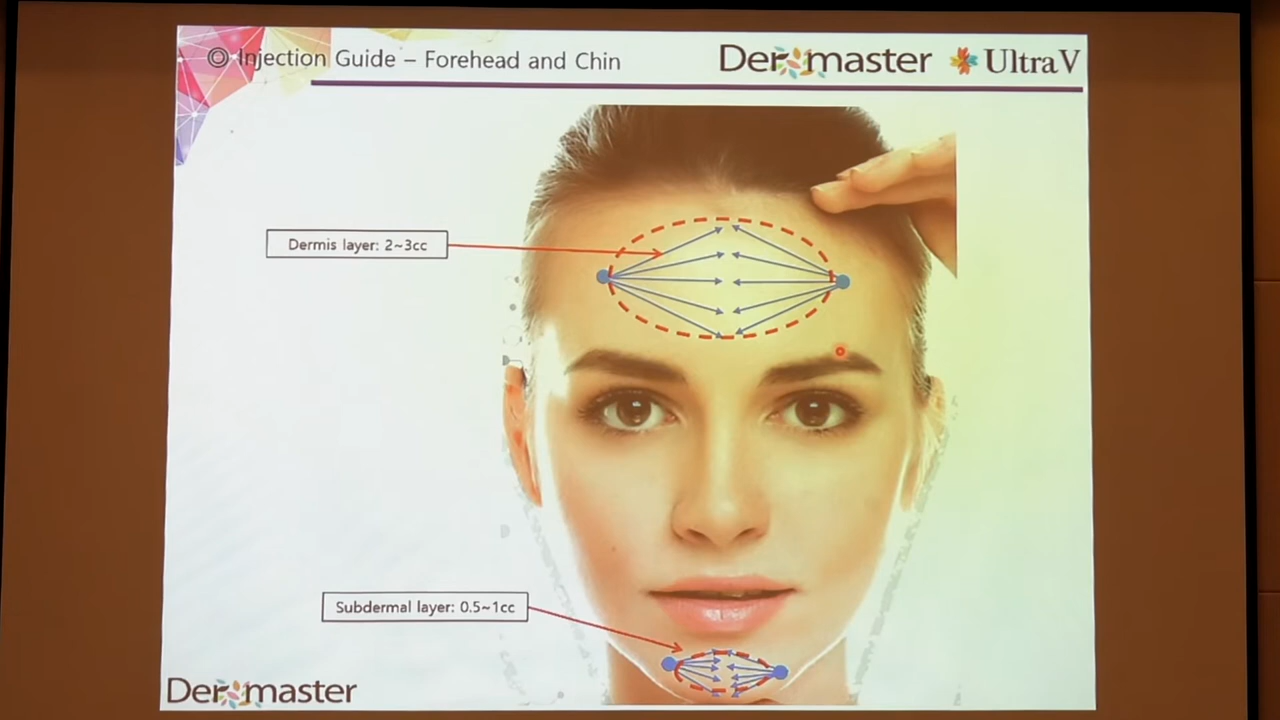 © Injection Guide – Forehead and Chin
Dermaster UltraV
Dermis layer: 2~3cc
Subdermal layer: 0.5~1cc
Dermaster